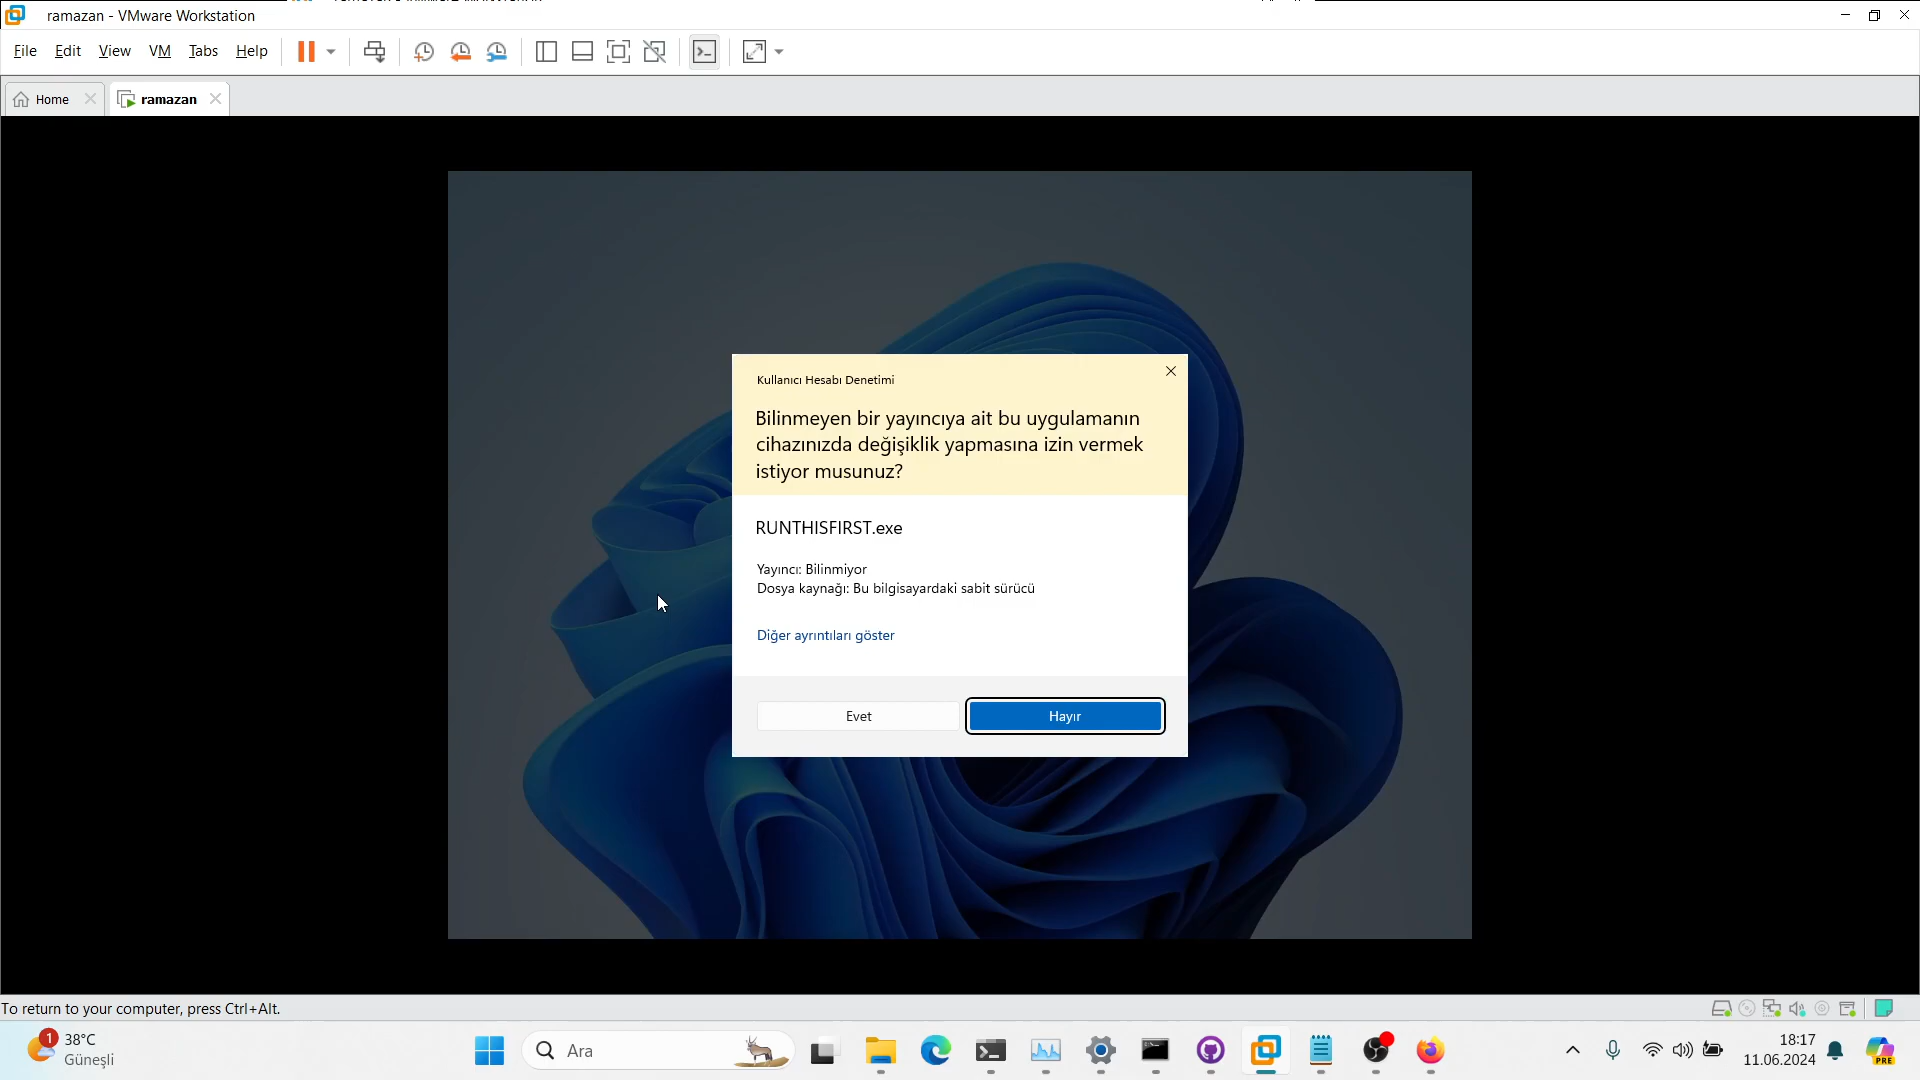 ramazan - VMware Workstation
File Edit View VM Tabs Help
Home
ramazan
Kullanıcı Hesabı Denetimi
Bilinmeyen bir yayıncıya ait bu uygulamanın
cihazınızda değişiklik yapmasına izin vermek
istiyor musunuz?
RUNTHISFIRST.exe
Yayıncı: Bilinmiyor
Dosya kaynağı: Bu bilgisayardaki sabit sürücü
Diğer ayrıntıları göster
Evet
Hayır
To return to your computer, press Ctrl+Alt.
1
38°C
Güneşli
Ara
18:17
11.06.2024
PRE